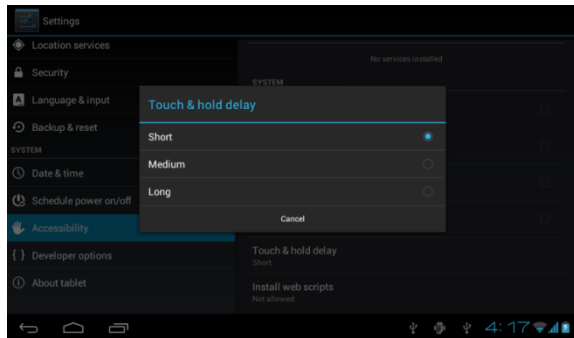 Settings
Location services
Security
Language & input
Backup & reset
SYSTEM
Date & time
Schedule power on/off
Accessibility
{ } Developer options
About tablet
No services installed
SYSTEM
Touch & hold delay
Short
Medium
Long
Cancel
Touch & hold delay
Short
Install web scripts
Not allowed
4:17